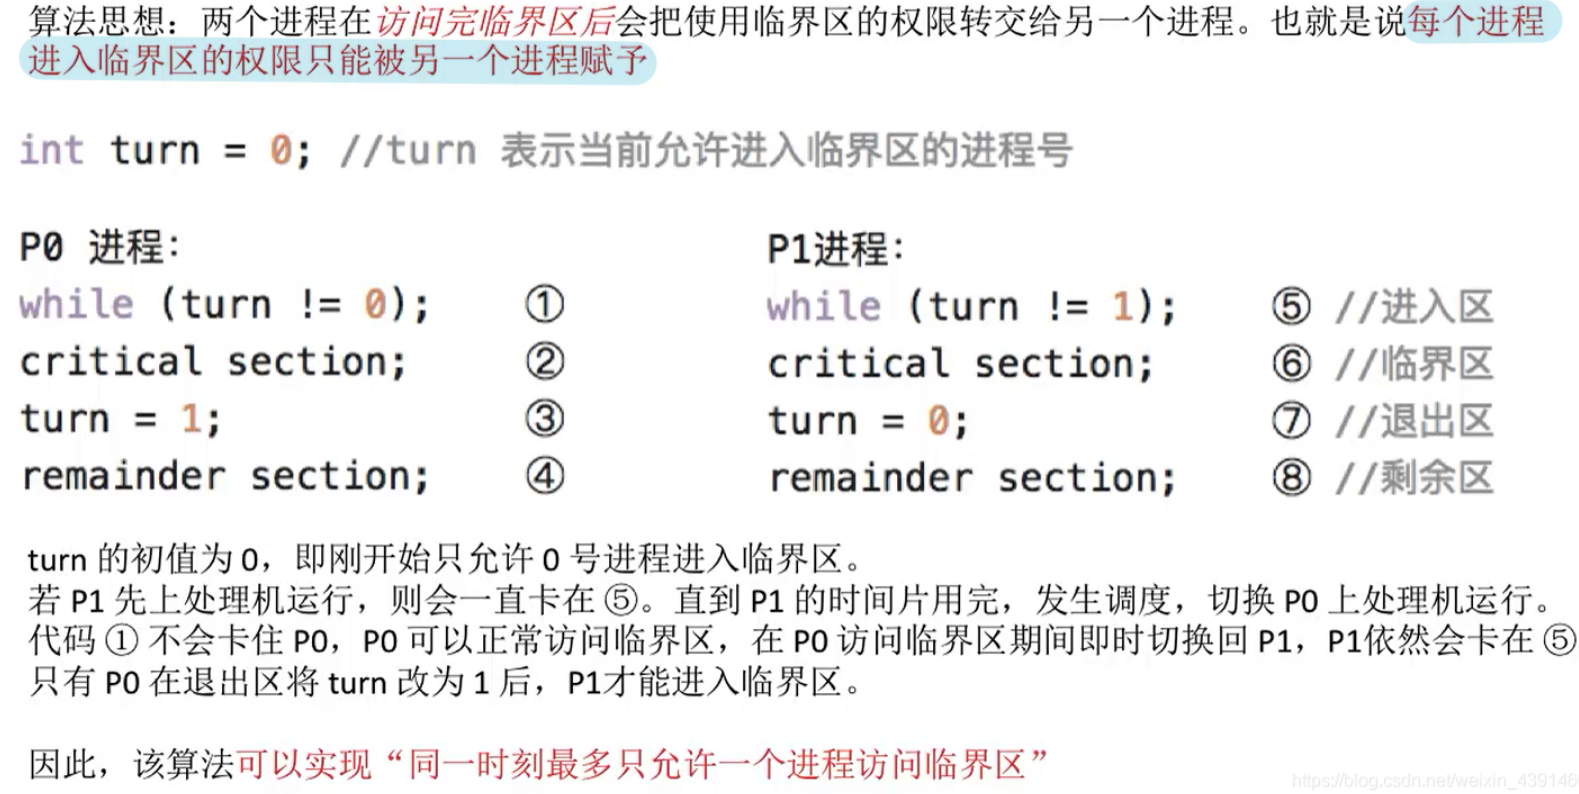 算法思想：两个进程在访问完临界区后会把使用临界区的权限转交给另一个进程。也就是说每个进程
进入临界区的权限只能被另一个进程赋予
int turn = 0; //turn 表示当前允许进入临界区的进程号
P0 进程：
while (turn != 0); ①
critical section; ②
turn = 1; ③
remainder section; ④
P1进程：
while (turn != 1); ⑤ //进入区
critical section; ⑥ //临界区
turn = 0; ⑦ //退出区
remainder section; ⑧ //剩余区
turn 的初值为 0，即刚开始只允许 0 号进程进入临界区。
若 P1 先上处理机运行，则会一直卡在 ⑤。直到 P1 的时间片用完，发生调度，切换 P0 上处理机运行。
代码 ① 不会卡住 P0，P0 可以正常访问临界区，在 P0 访问临界区期间即时切换回 P1，P1依然会卡在 ⑤
只有 P0 在退出区将 turn 改为 1 后，P1才能进入临界区。
因此，该算法可以实现“同一时刻最多只允许一个进程访问临界区”
https://blog.csdn.net/weixin_439146